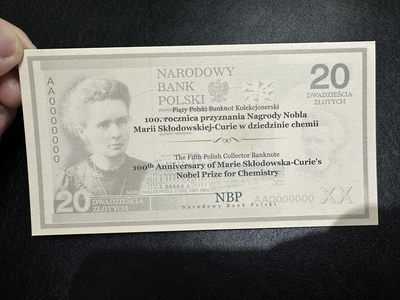 NARODOWY
BANK
POLSKI
20
DWADZIEŚCIA
ZŁOTYCH
AA0000000
Piąty Polski Banknot Kolekcjonerski
100. rocznica przyznania Nagrody Nobla
Marii Skłodowskiej-Curie w dziedzinie chemii
The Fifth Polish Collector Banknote
100th Anniversary of Marie Skłodowska-Curie's
Nobel Prize for Chemistry
20
DWADZIEŚCIA
ZŁOTYCH
NBP
Narodowy Bank Polski
AA0000000
XX